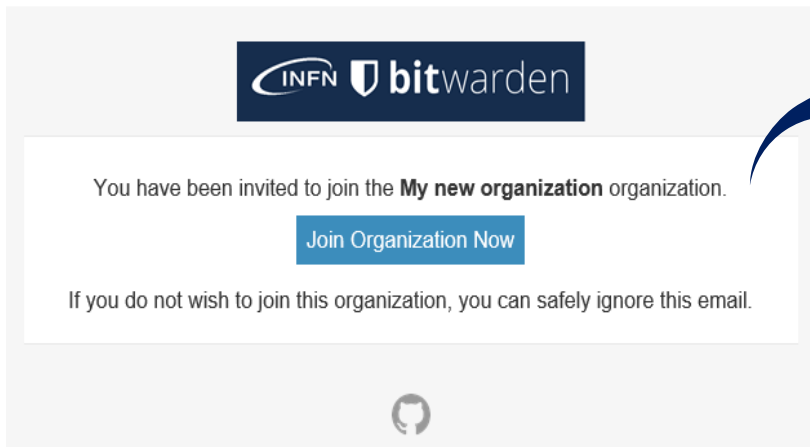 INFN bitwarden
You have been invited to join the My new organization organization.
Join Organization Now
If you do not wish to join this organization, you can safely ignore this email.